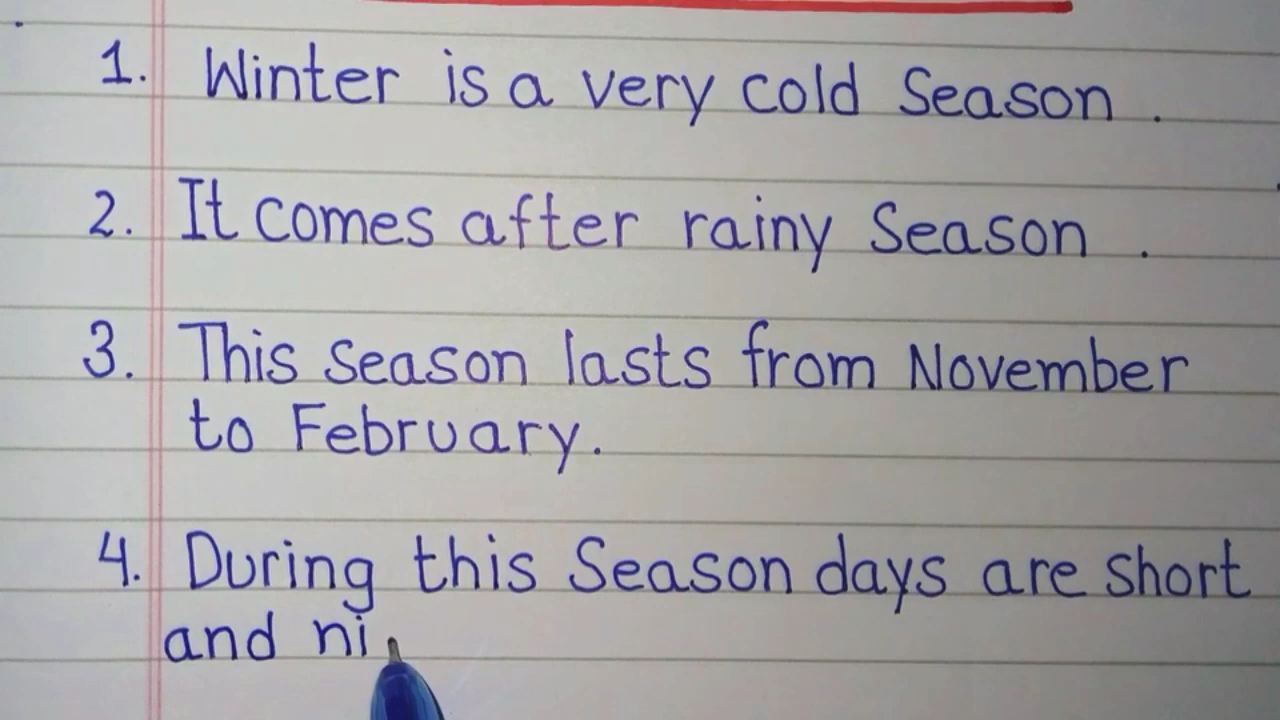 1. Winter is a very cold Season .
2. It comes after rainy Season .
3. This Season lasts from November
to February.
4. During this Season days are short
and ni